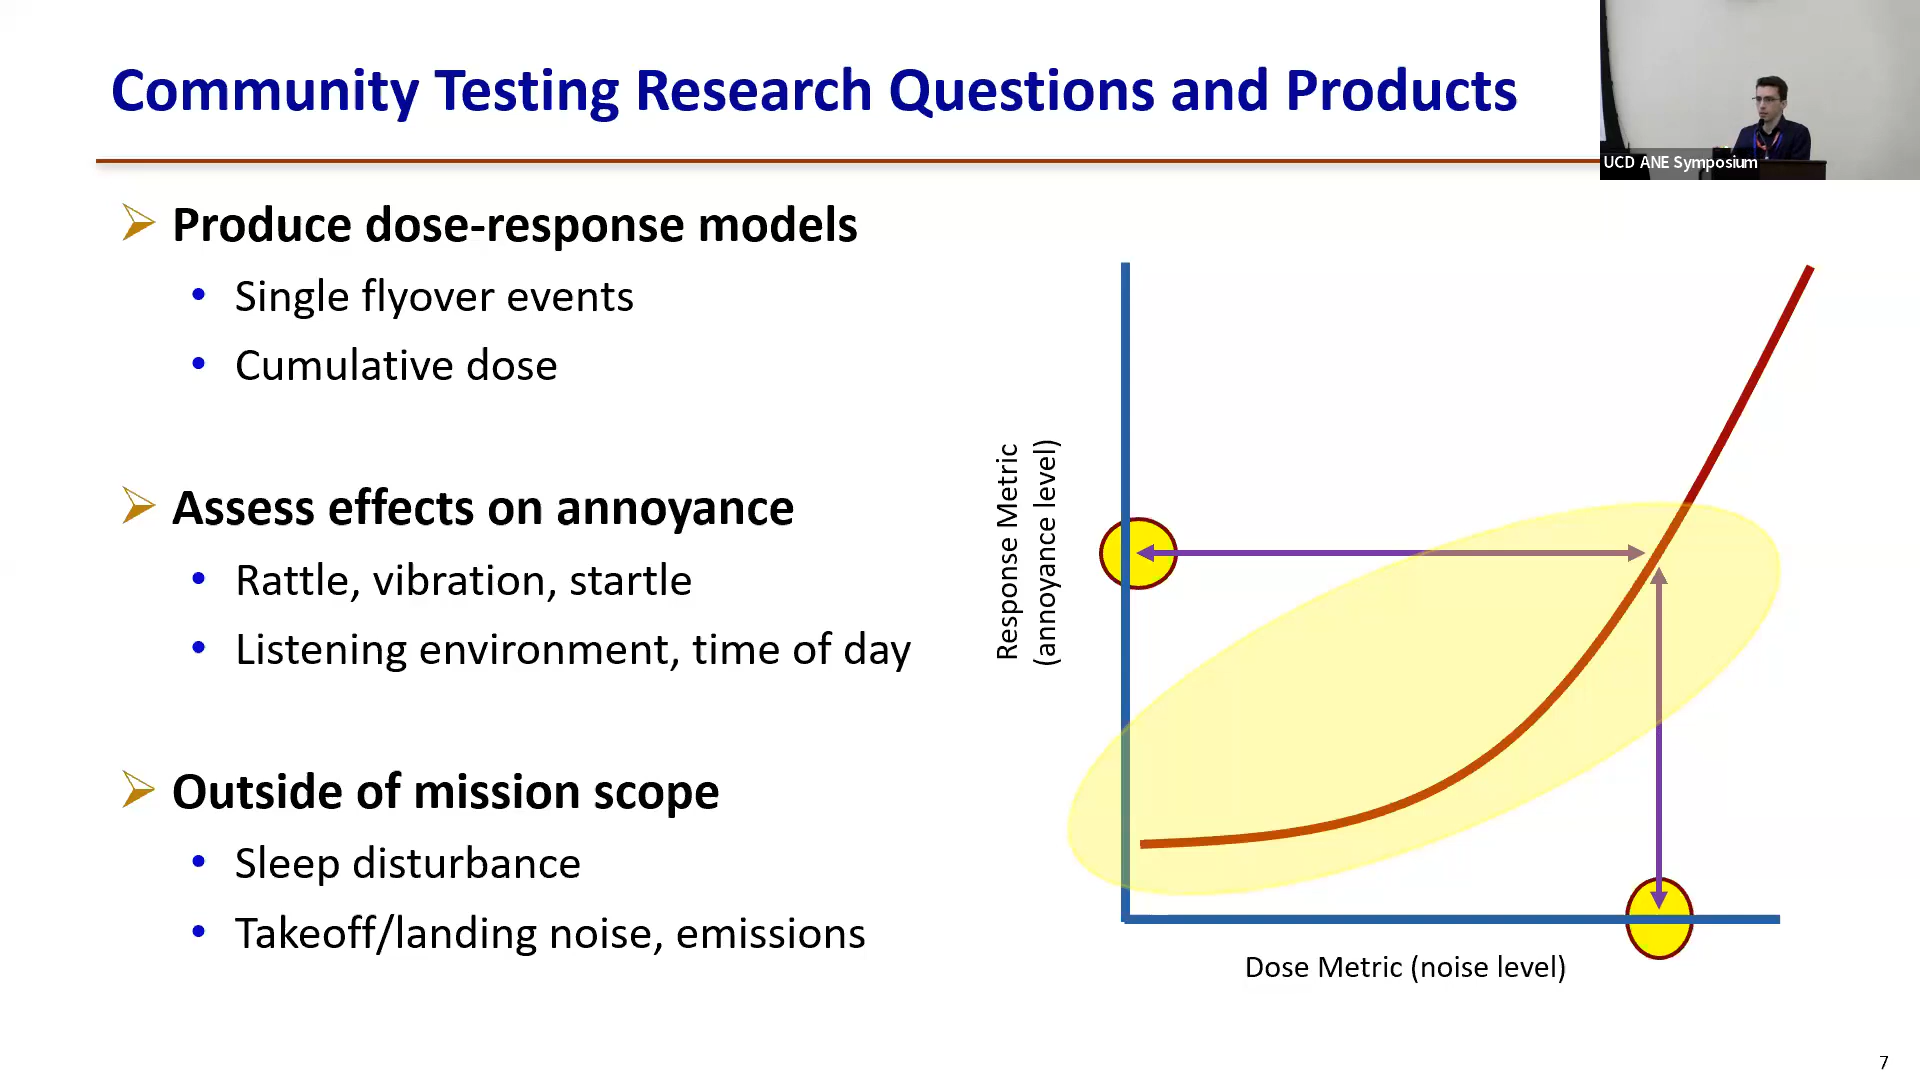 Community Testing Research Questions and Products
UCD ANE Symposium
Produce dose-response models
Single flyover events
Cumulative dose
Assess effects on annoyance
Rattle, vibration, startle
Listening environment, time of day
Outside of mission scope
Sleep disturbance
Takeoff/landing noise, emissions
Response Metric
(annoyance level)
Dose Metric (noise level)
7